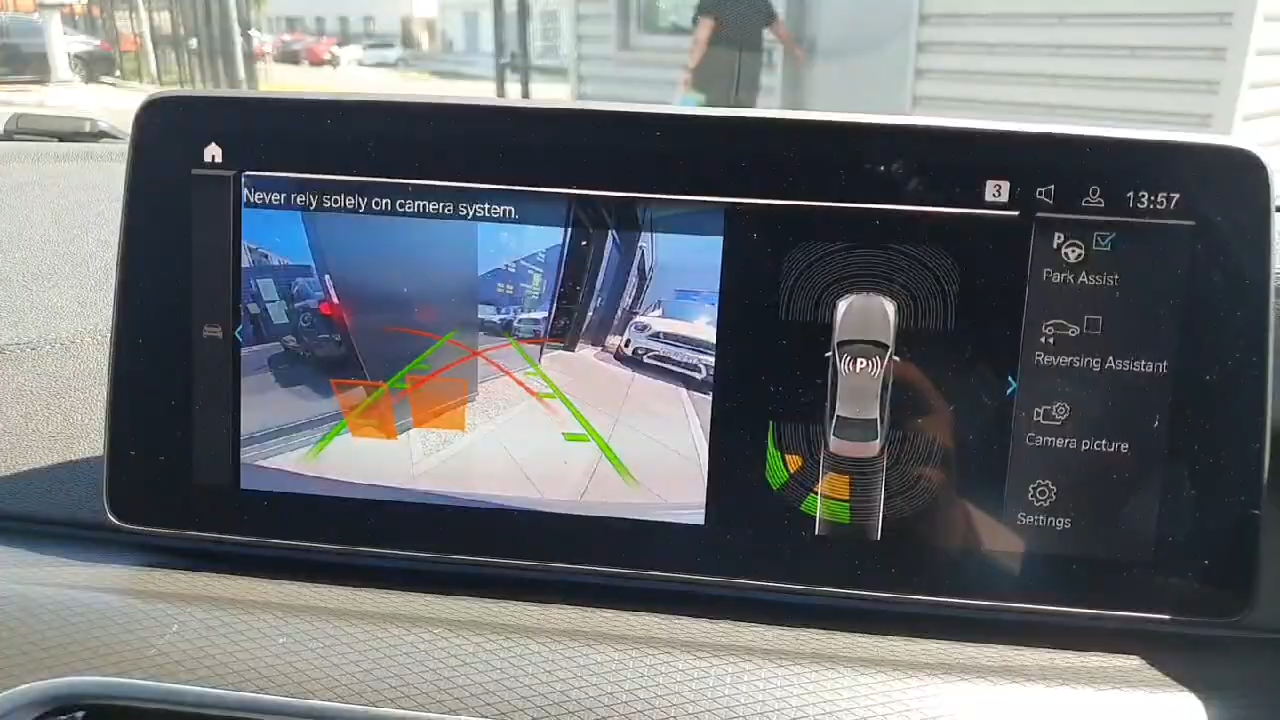 Never rely solely on camera system.
3
13:57
P
Park Assist
Reversing Assistant
Camera picture
Settings
((P))